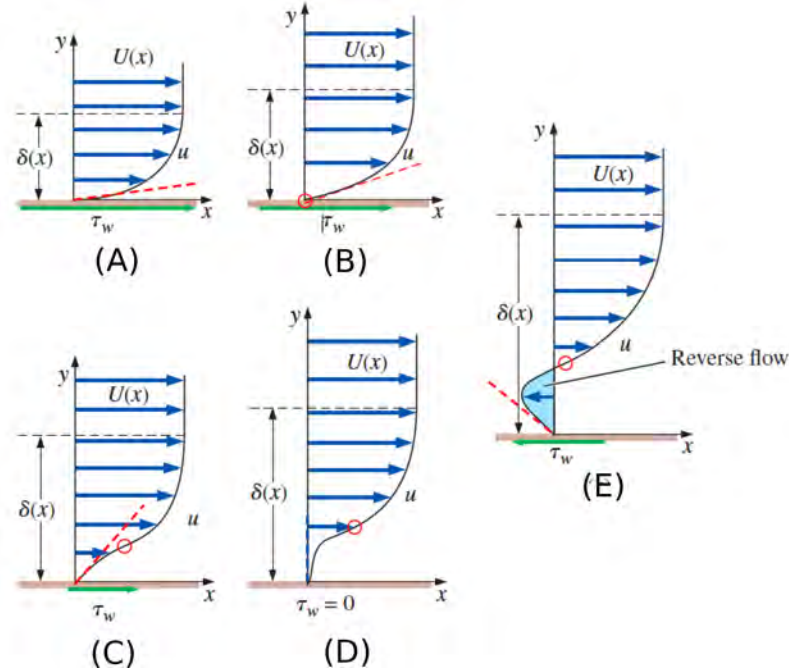 y
U(x)
δ(x)
u
τw
x
(A)
y
U(x)
δ(x)
u
τw
x
(B)
y
U(x)
δ(x)
u
τw
x
(C)
y
U(x)
δ(x)
u
τw = 0
x
(D)
y
U(x)
δ(x)
u
Reverse flow
τw
x
(E)